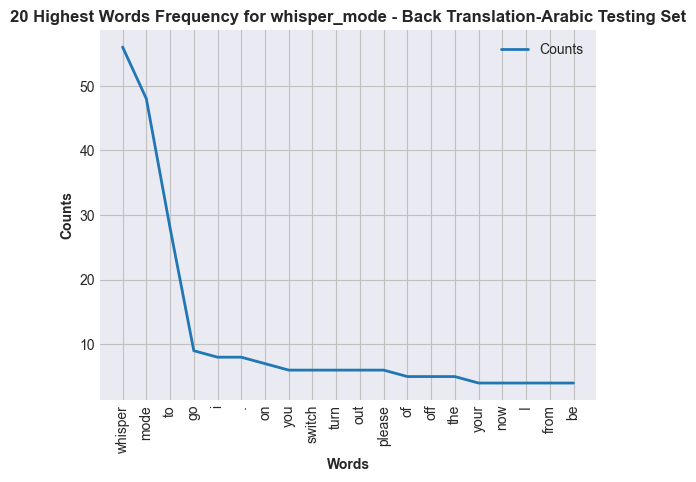 20 Highest Words Frequency for whisper_mode - Back Translation-Arabic Testing Set
Counts
50
40
30
20
10
Counts
whisper
mode
to
go
i
.
on
you
switch
turn
out
please
of
off
the
your
now
I
from
be
Words